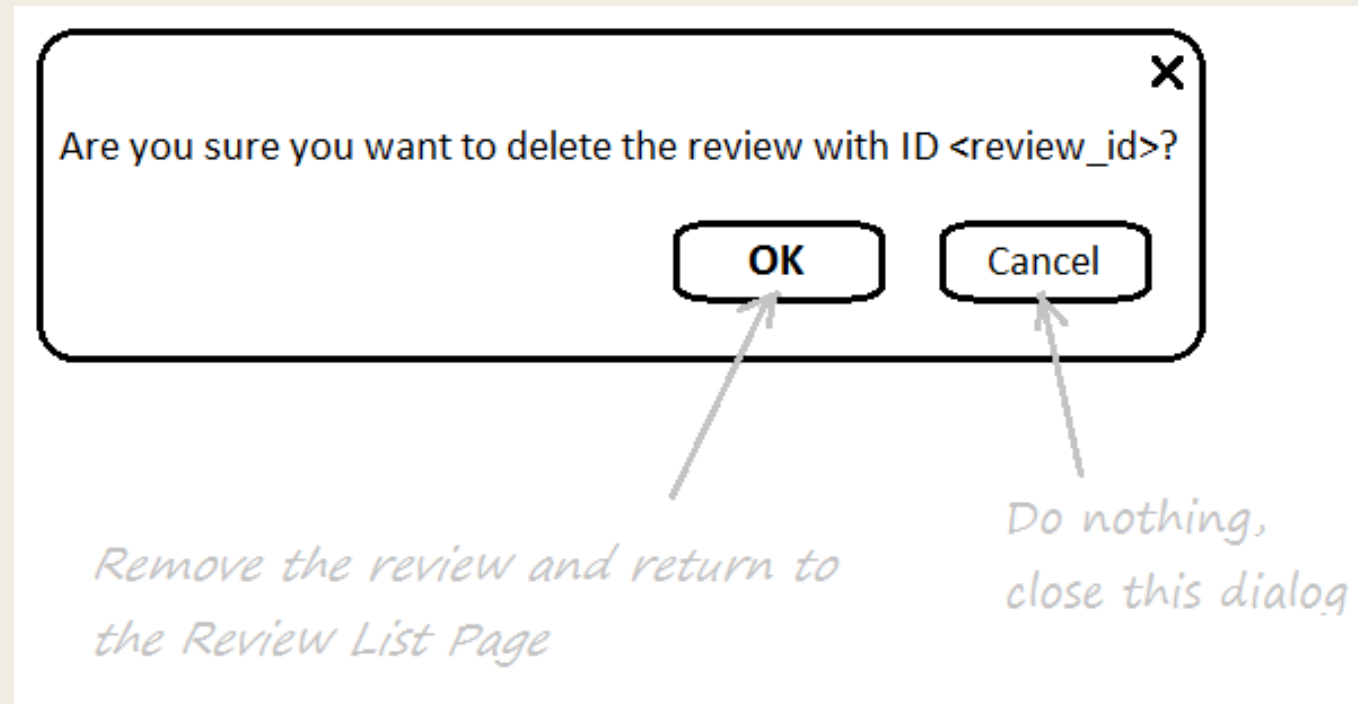 Are you sure you want to delete the review with ID <review_id>?
OK
Cancel
Remove the review and return to
the Review List Page
Do nothing,
close this dialog